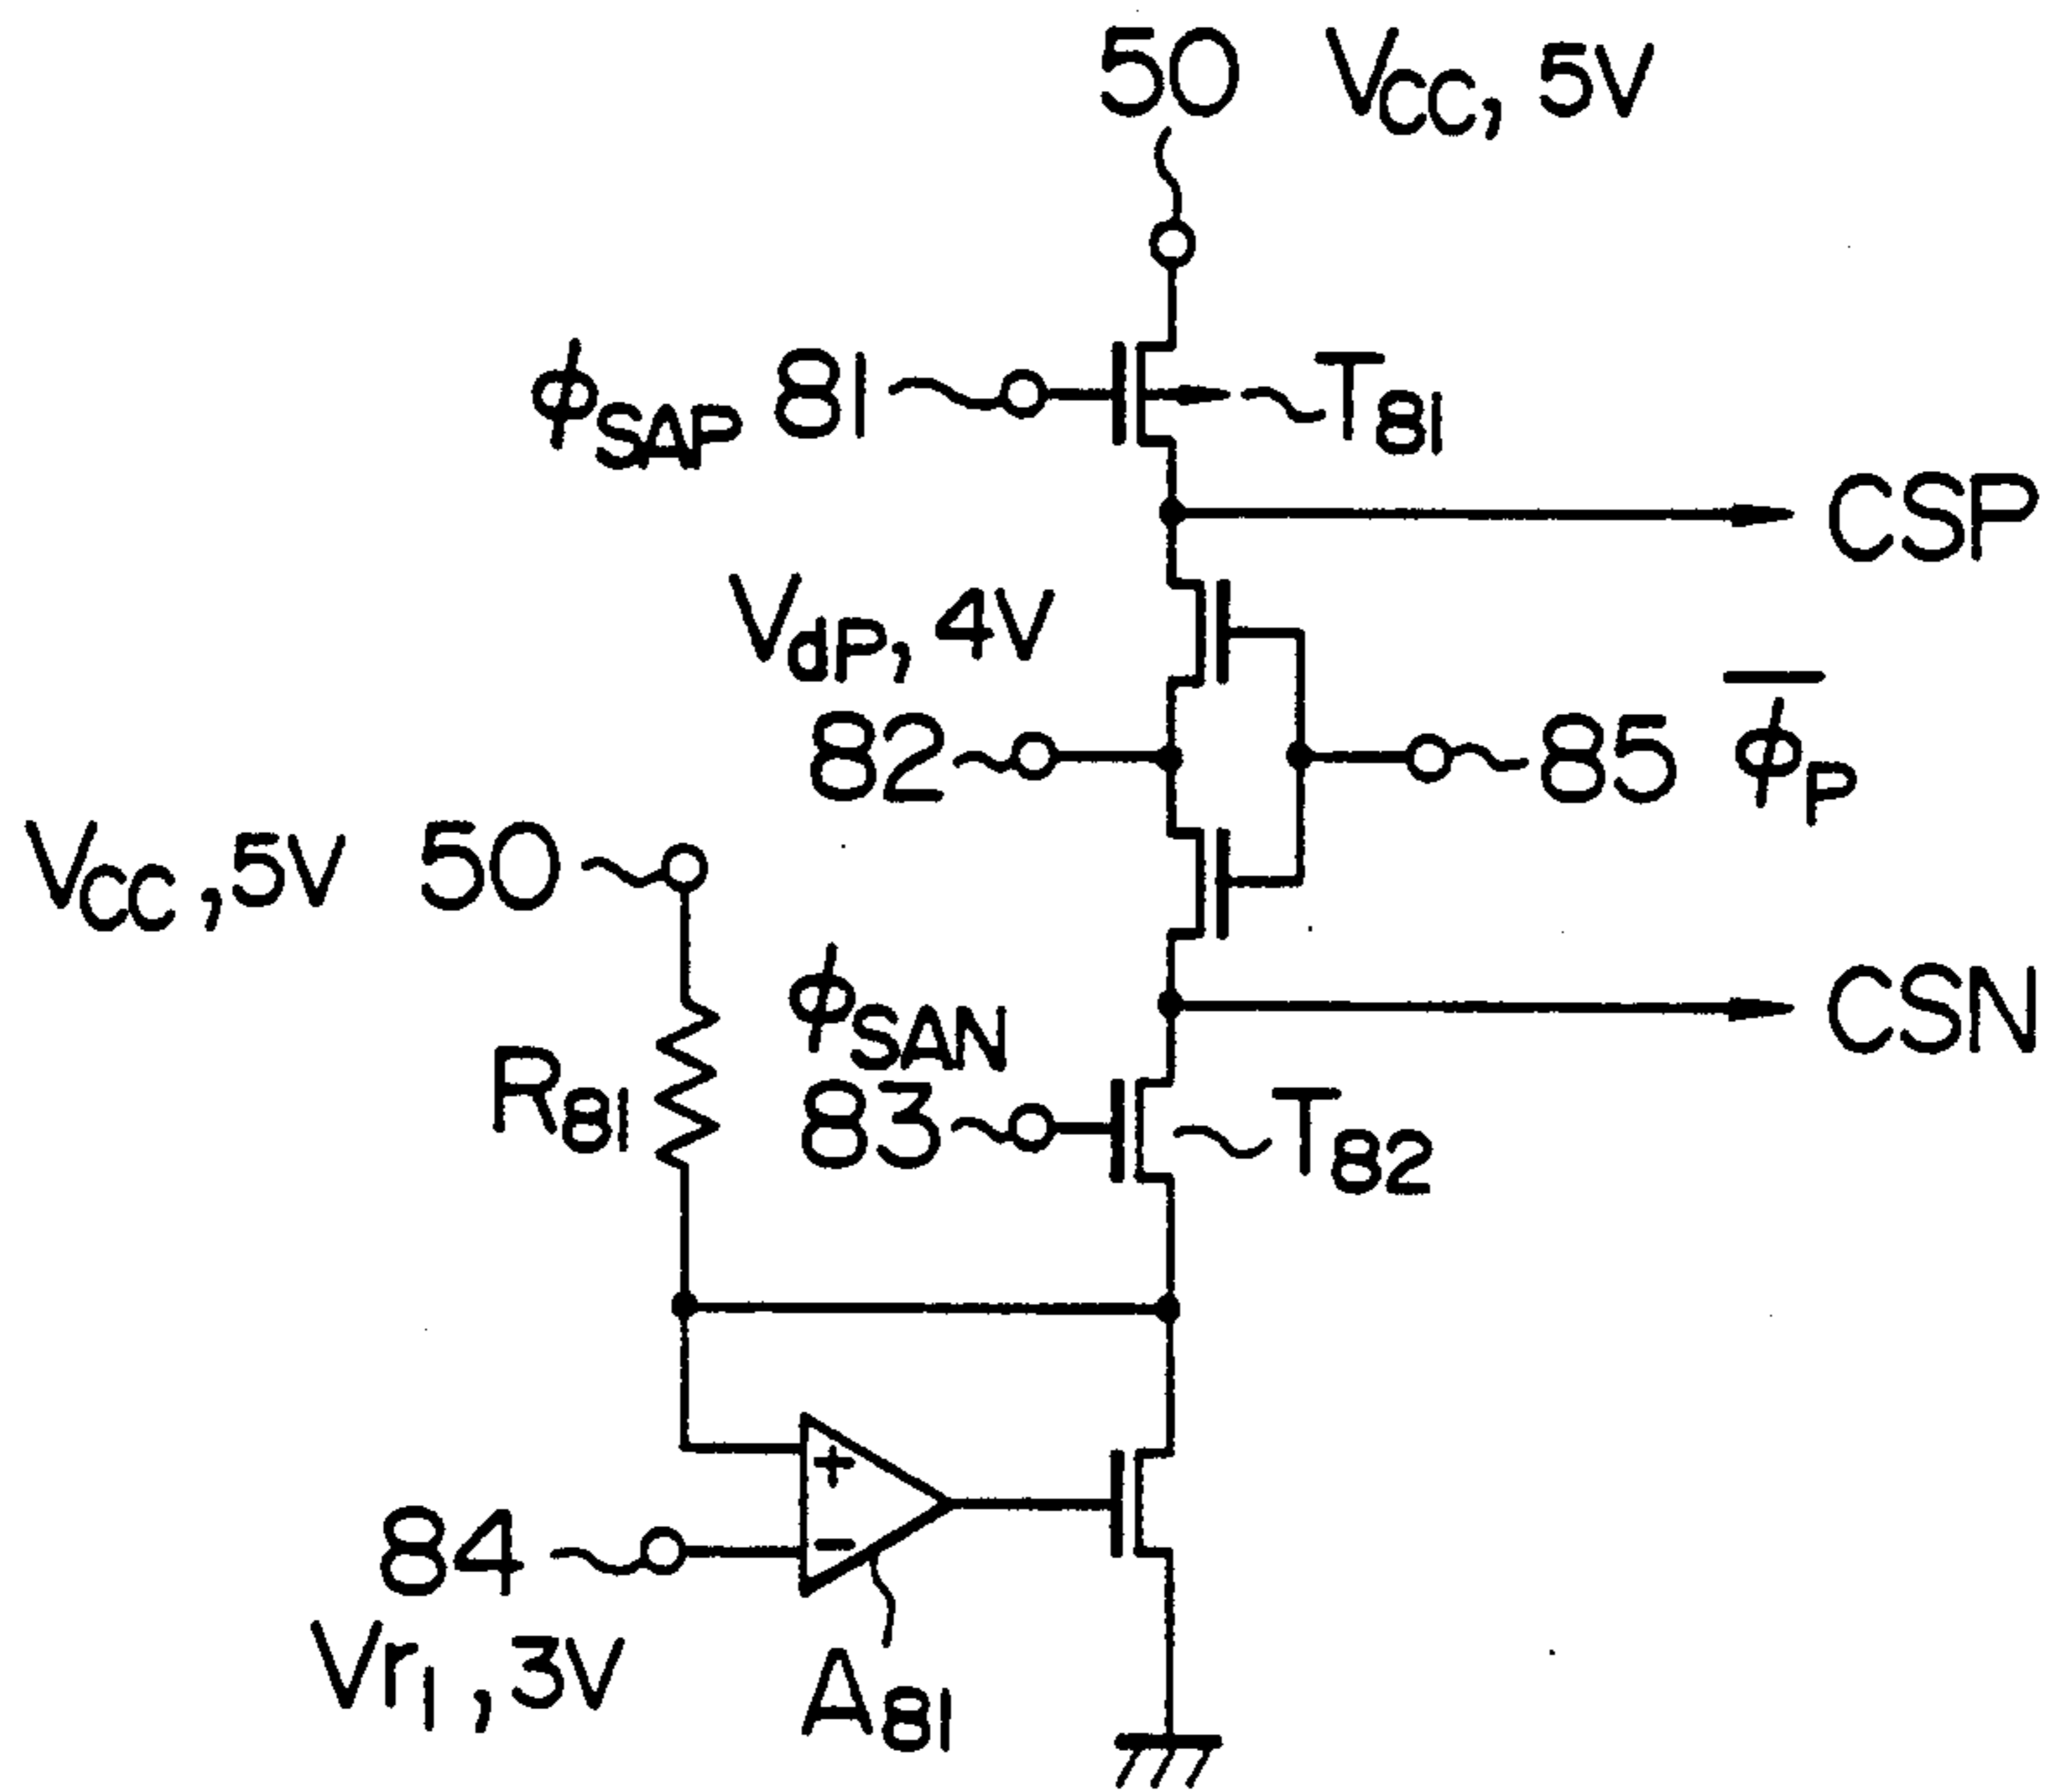 50 VCC, 5V
ϕSAP 81
T81
CSP
VdP, 4V
82
85 ϕ̅P
VCC, 5V 50
ϕSAN
CSN
R81
83
T82
+
−
84
Vr1, 3V
A81